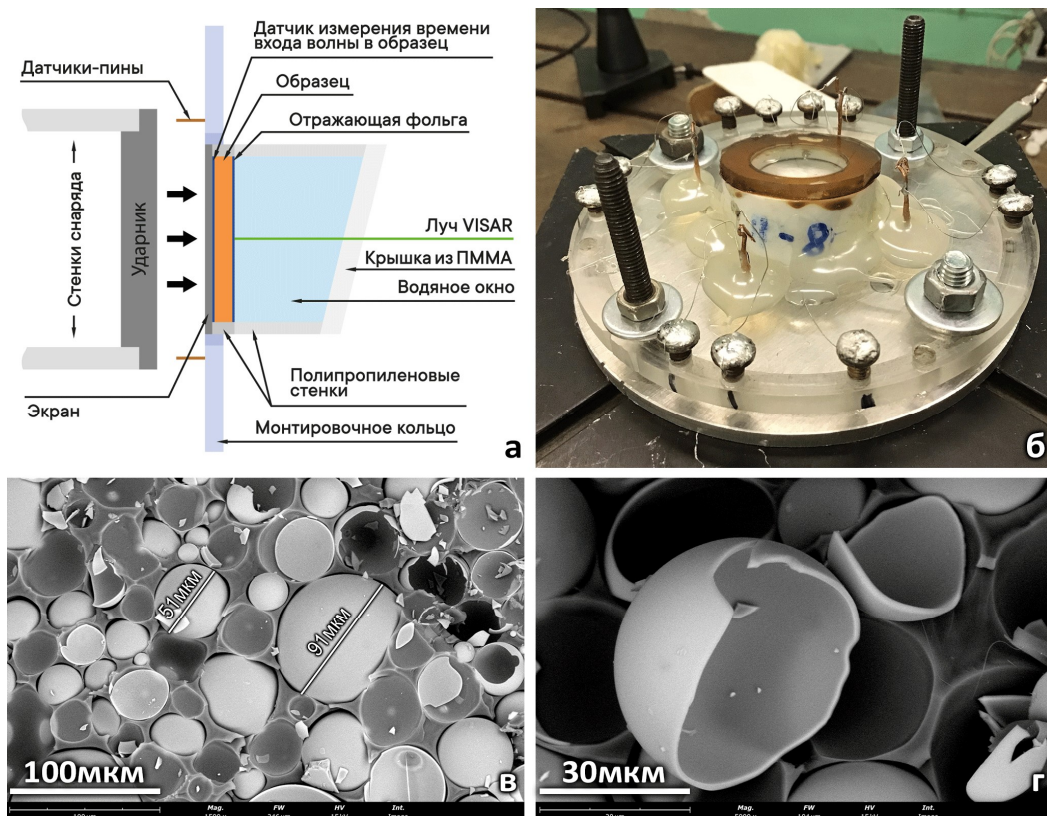 Датчик измерения времени
входа волны в образец
Датчики-пины
Образец
Отражающая фольга
Стенки снаряда
Ударник
Луч VISAR
Крышка из ПММА
Водяное окно
Полипропиленовые
стенки
Экран
Монтировочное кольцо
а
б
51мкм
91мкм
100мкм
в
Mag. FW HV Int.
30мкм
г
Mag. FW HV Int.